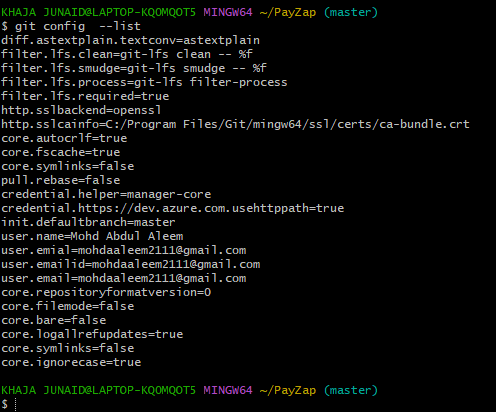 KHAJA JUNAID@LAPTOP-KQ0MQOT5 MINGW64 ~/PayZap (master)
$ git config  --list
diff.astextplain.textconv=astextplain
filter.lfs.clean=git-lfs clean -- %f
filter.lfs.smudge=git-lfs smudge -- %f
filter.lfs.process=git-lfs filter-process
filter.lfs.required=true
http.sslbackend=openssl
http.sslcainfo=C:/Program Files/Git/mingw64/ssl/certs/ca-bundle.crt
core.autocrlf=true
core.fscache=true
core.symlinks=false
pull.rebase=false
credential.helper=manager-core
credential.https://dev.azure.com.usehttppath=true
init.defaultbranch=master
user.name=Mohd Abdul Aleem
user.emial=mohdaaleem2111@gmail.com
user.emailid=mohdaaleem2111@gmail.com
user.email=mohdaaleem2111@gmail.com
core.repositoryformatversion=0
core.filemode=false
core.bare=false
core.logallrefupdates=true
core.symlinks=false
core.ignorecase=true
KHAJA JUNAID@LAPTOP-KQ0MQOT5 MINGW64 ~/PayZap (master)
$